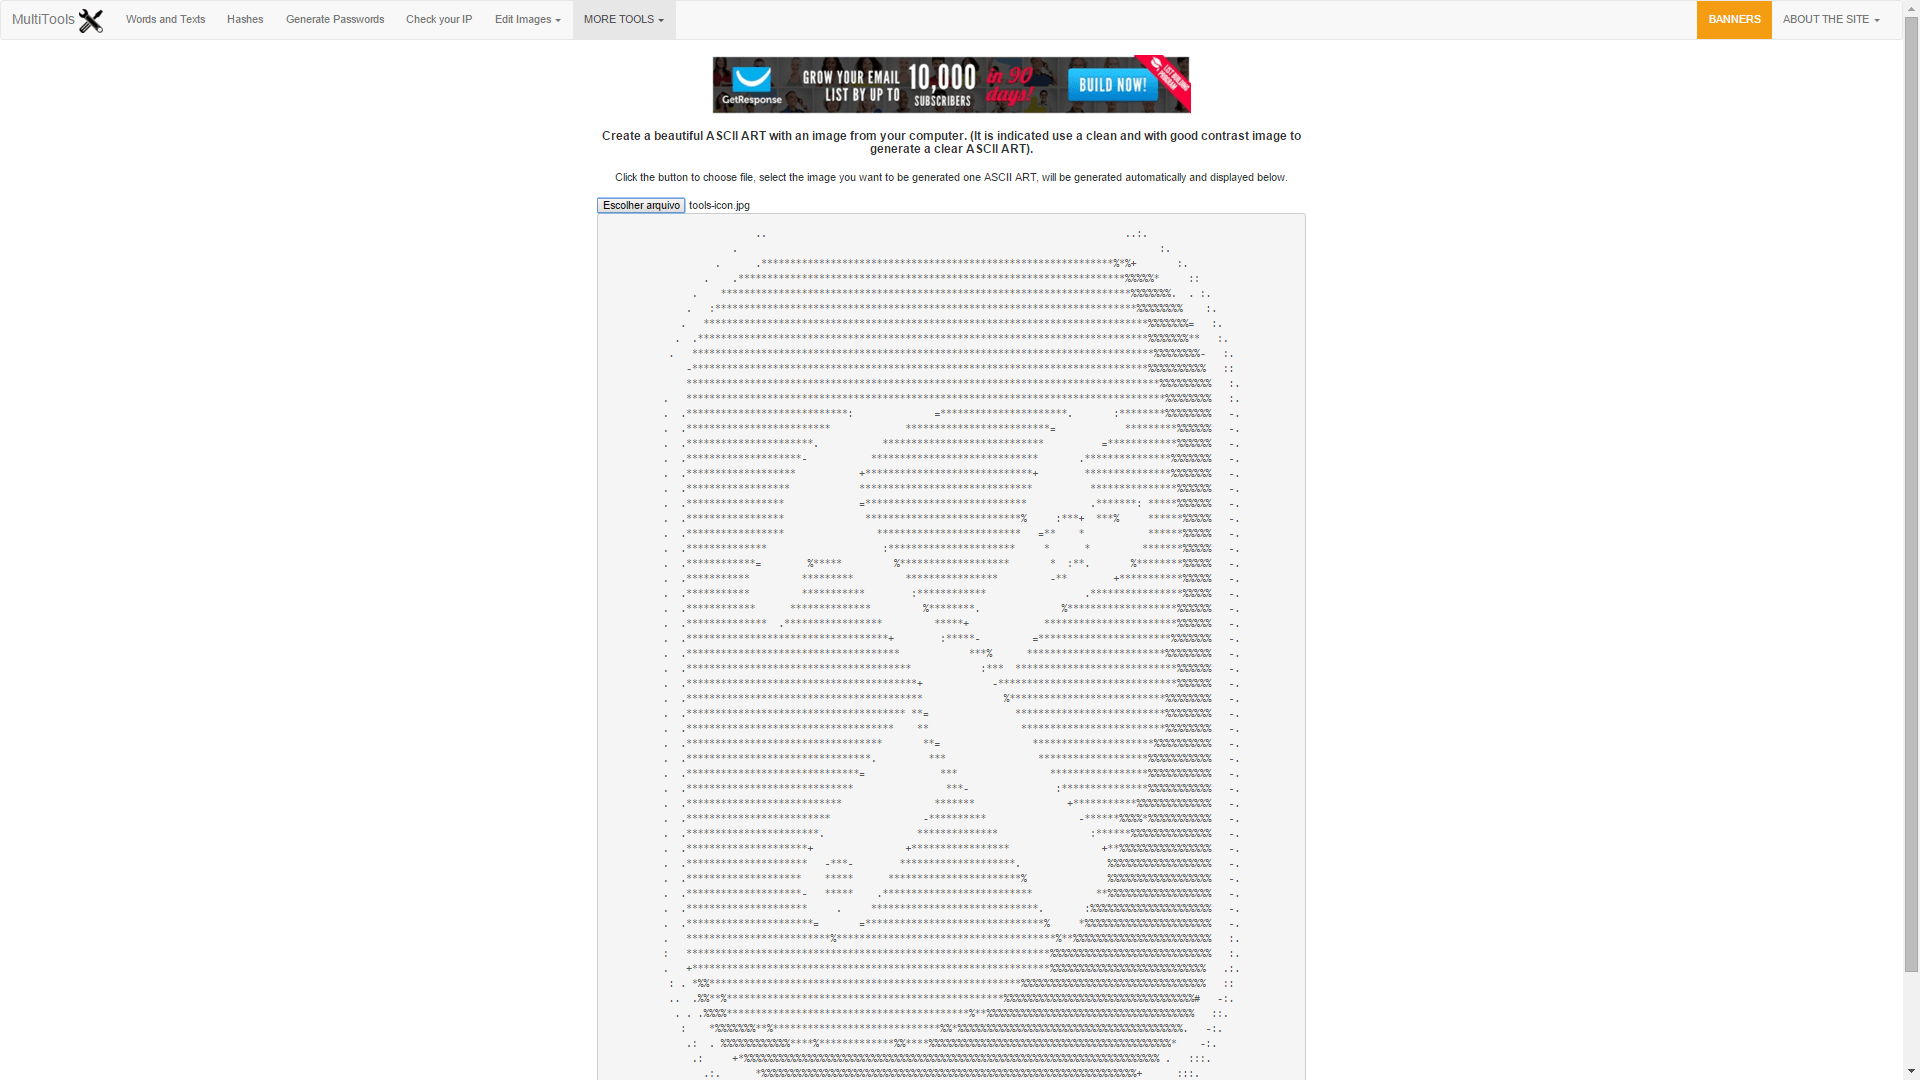 MultiTools Words and Texts Hashes Generate Passwords Check your IP Edit Images MORE TOOLS BANNERS ABOUT THE SITE
GetResponse
GROW YOUR EMAIL
LIST BY UP TO
10,000
SUBSCRIBERS
in 90
days!
BUILD NOW!
LIST BUILDING
PROGRAM
Create a beautiful ASCII ART with an image from your computer. (It is indicated use a clean and with good contrast image to
generate a clear ASCII ART).
Click the button to choose file, select the image you want to be generated one ASCII ART, will be generated automatically and displayed below.
Escolher arquivo tools-icon.jpg